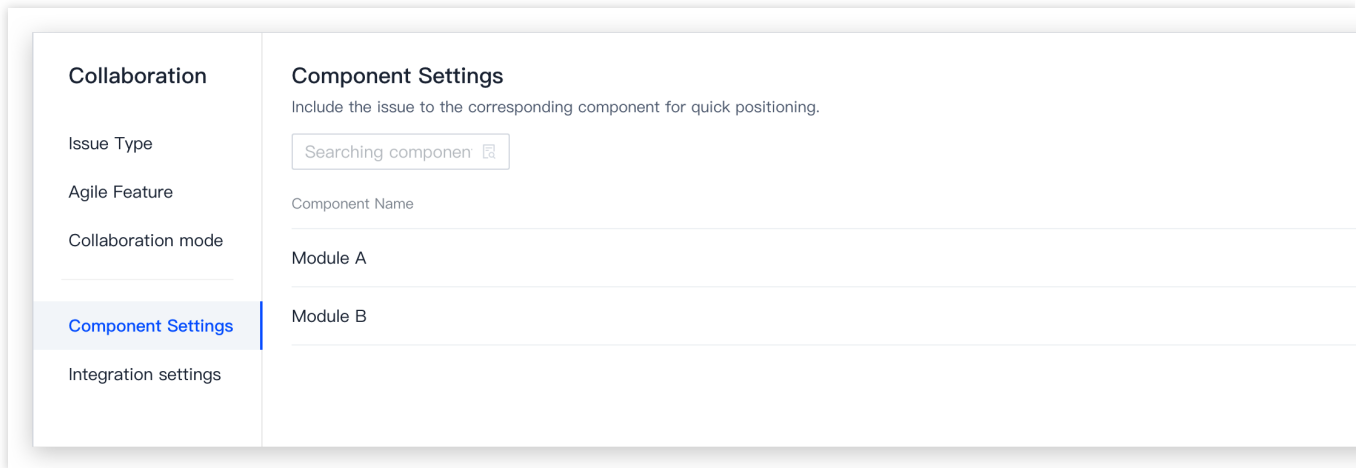 Collaboration
Issue Type
Agile Feature
Collaboration mode
Component Settings
Integration settings
Component Settings
Include the issue to the corresponding component for quick positioning.
Searching componen
Component Name
Module A
Module B